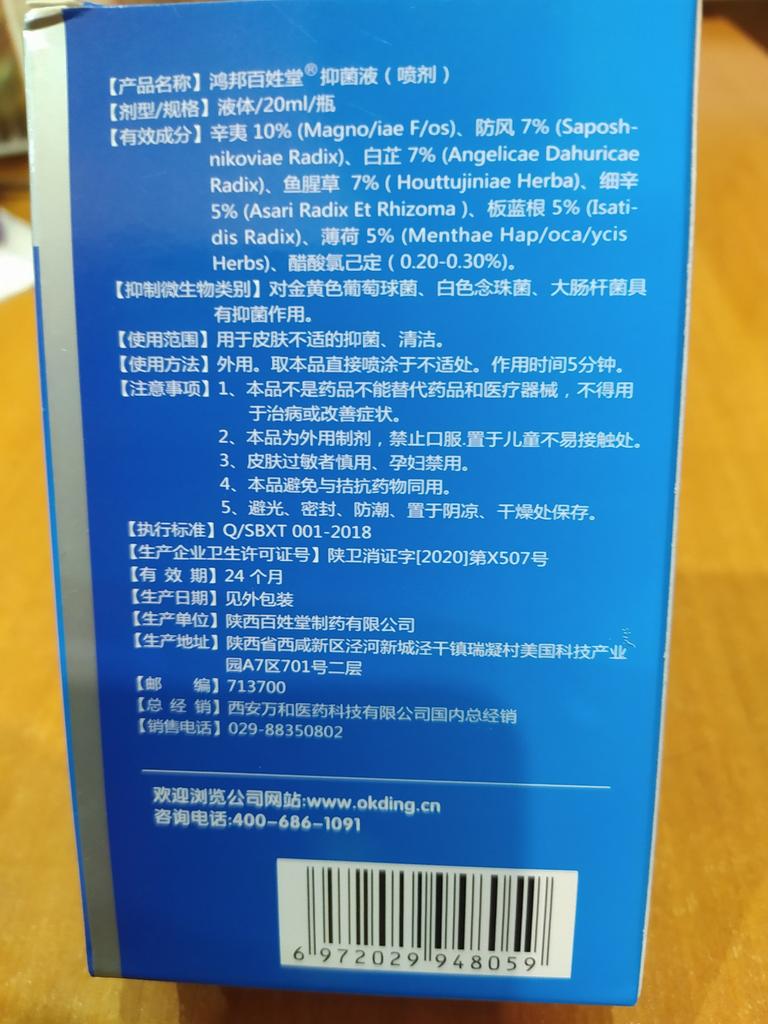 【产品名称】鸿邦百姓堂®抑菌液（喷剂）
【剂型/规格】液体/20ml/瓶
【有效成分】辛夷 10% (Magno/iae F/os)、防风 7% (Saposh-
nikoviae Radix)、白芷 7% (Angelicae Dahuricae
Radix)、鱼腥草 7% ( Houttujiniae Herba)、细辛
5% (Asari Radix Et Rhizoma )、板蓝根 5% (Isati-
dis Radix)、薄荷 5% (Menthae Hap/oca/ycis
Herbs)、醋酸氯己定（0.20-0.30%)。
【抑制微生物类别】对金黄色葡萄球菌、白色念珠菌、大肠杆菌具
有抑菌作用。
【使用范围】用于皮肤不适的抑菌、清洁。
【使用方法】外用。取本品直接喷涂于不适处。作用时间5分钟。
【注意事项】1、本品不是药品不能替代药品和医疗器械，不得用
于治病或改善症状。
2、本品为外用制剂，禁止口服.置于儿童不易接触处。
3、皮肤过敏者慎用、孕妇禁用。
4、本品避免与拮抗药物同用。
5、避光、密封、防潮、置于阴凉、干燥处保存。
【执行标准】Q/SBXT 001-2018
【生产企业卫生许可证号】陕卫消证字[2020]第X507号
【有 效 期】24 个月
【生产日期】见外包装
【生产单位】陕西百姓堂制药有限公司
【生产地址】陕西省西咸新区泾河新城泾干镇瑞凝村美国科技产业
园A7区701号二层
【邮 编】713700
【总 经 销】西安万和医药科技有限公司国内总经销
【销售电话】029-88350802
欢迎浏览公司网站:www.okding.cn
咨询电话:400-686-1091
6 972029 948059